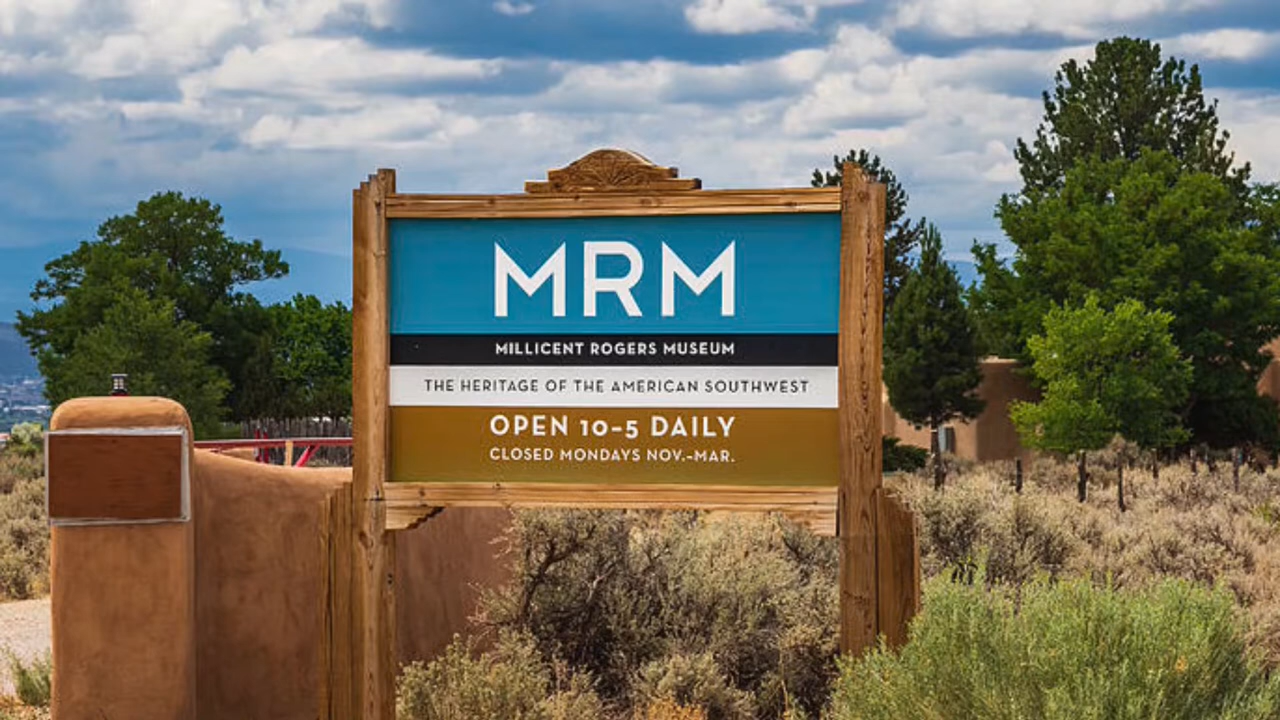 MRM
MILLICENT ROGERS MUSEUM
THE HERITAGE OF THE AMERICAN SOUTHWEST
OPEN 10-5 DAILY
CLOSED MONDAYS NOV.-MAR.